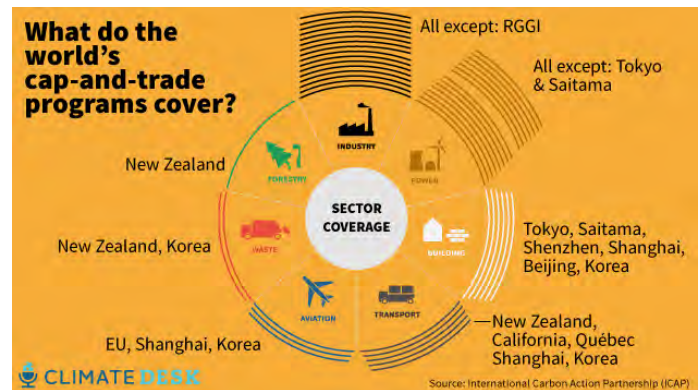 What do the
world's
cap-and-trade
programs cover?
All except: RGGI
All except: Tokyo
& Saitama
INDUSTRY
POWER
New Zealand
FORESTRY
SECTOR
COVERAGE
New Zealand, Korea
WASTE
BUILDING
Tokyo, Saitama,
Shenzhen, Shanghai,
Beijing, Korea
AVIATION
TRANSPORT
EU, Shanghai, Korea
New Zealand,
California, Québec
Shanghai, Korea
CLIMATE DESK
Source: International Carbon Action Partnership (ICAP)